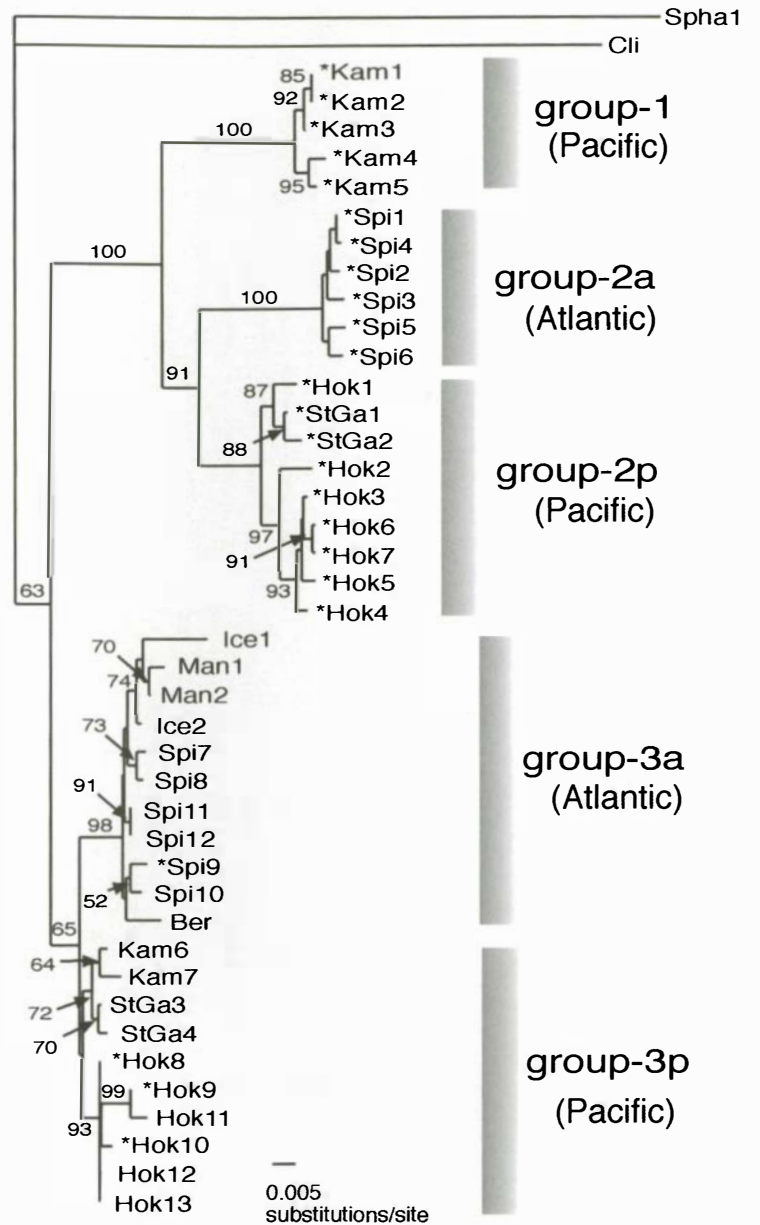 Spha1
Cli
85
*Kam1
92
*Kam2
*Kam3
100
*Kam4
95
*Kam5
group-1
(Pacific)
*Spi1
*Spi4
100
*Spi2
100
*Spi3
*Spi5
*Spi6
group-2a
(Atlantic)
91
87
*Hok1
*StGa1
88
*StGa2
*Hok2
*Hok3
97
*Hok6
91
*Hok7
93
*Hok5
*Hok4
group-2p
(Pacific)
63
70
Ice1
74
Man1
Man2
73
Ice2
Spi7
Spi8
91
Spi11
98
Spi12
*Spi9
52
Spi10
Ber
group-3a
(Atlantic)
65
Kam6
64
Kam7
72
StGa3
70
StGa4
*Hok8
99
*Hok9
93
Hok11
*Hok10
Hok12
Hok13
group-3p
(Pacific)
0.005
substitutions/site